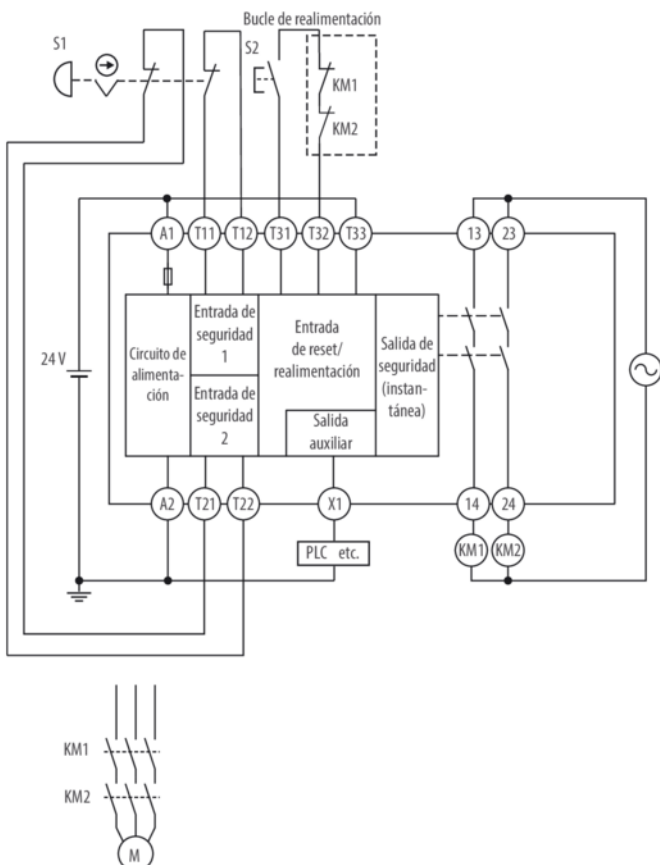 Bucle de realimentación
S1
S2
KM1
KM2
A1
T11
T12
T31
T32
T33
13
23
24 V
Circuito de
alimenta-
ción
Entrada de
seguridad
1
Entrada de
seguridad
2
Entrada
de reset/
realimentación
Salida
auxiliar
Salida de
seguridad
(instan-
tánea)
A2
T21
T22
X1
14
24
PLC etc.
KM1
KM2
KM1
KM2
M